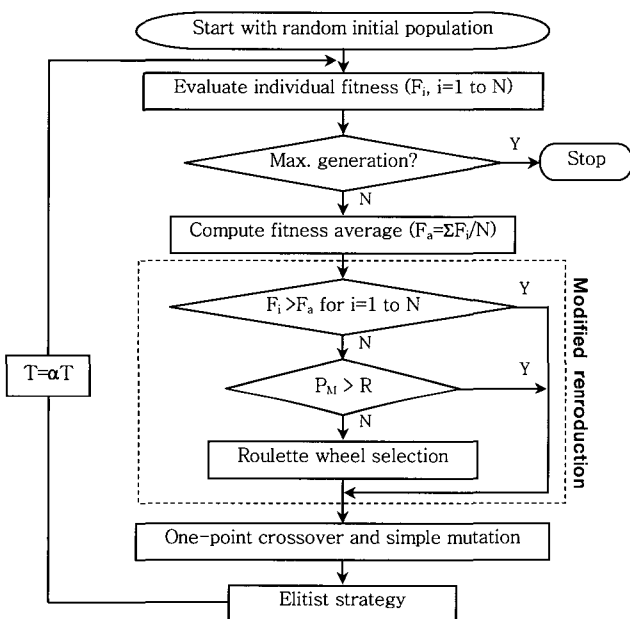 Start with random initial population
Evaluate individual fitness (Fᵢ, i=1 to N)
Max. generation?
Y
Stop
N
Compute fitness average (Fₐ=ΣFᵢ/N)
Fᵢ >Fₐ for i=1 to N
Y
N
P_M > R
Y
N
Roulette wheel selection
Modified renroduction
T=αT
One-point crossover and simple mutation
Elitist strategy